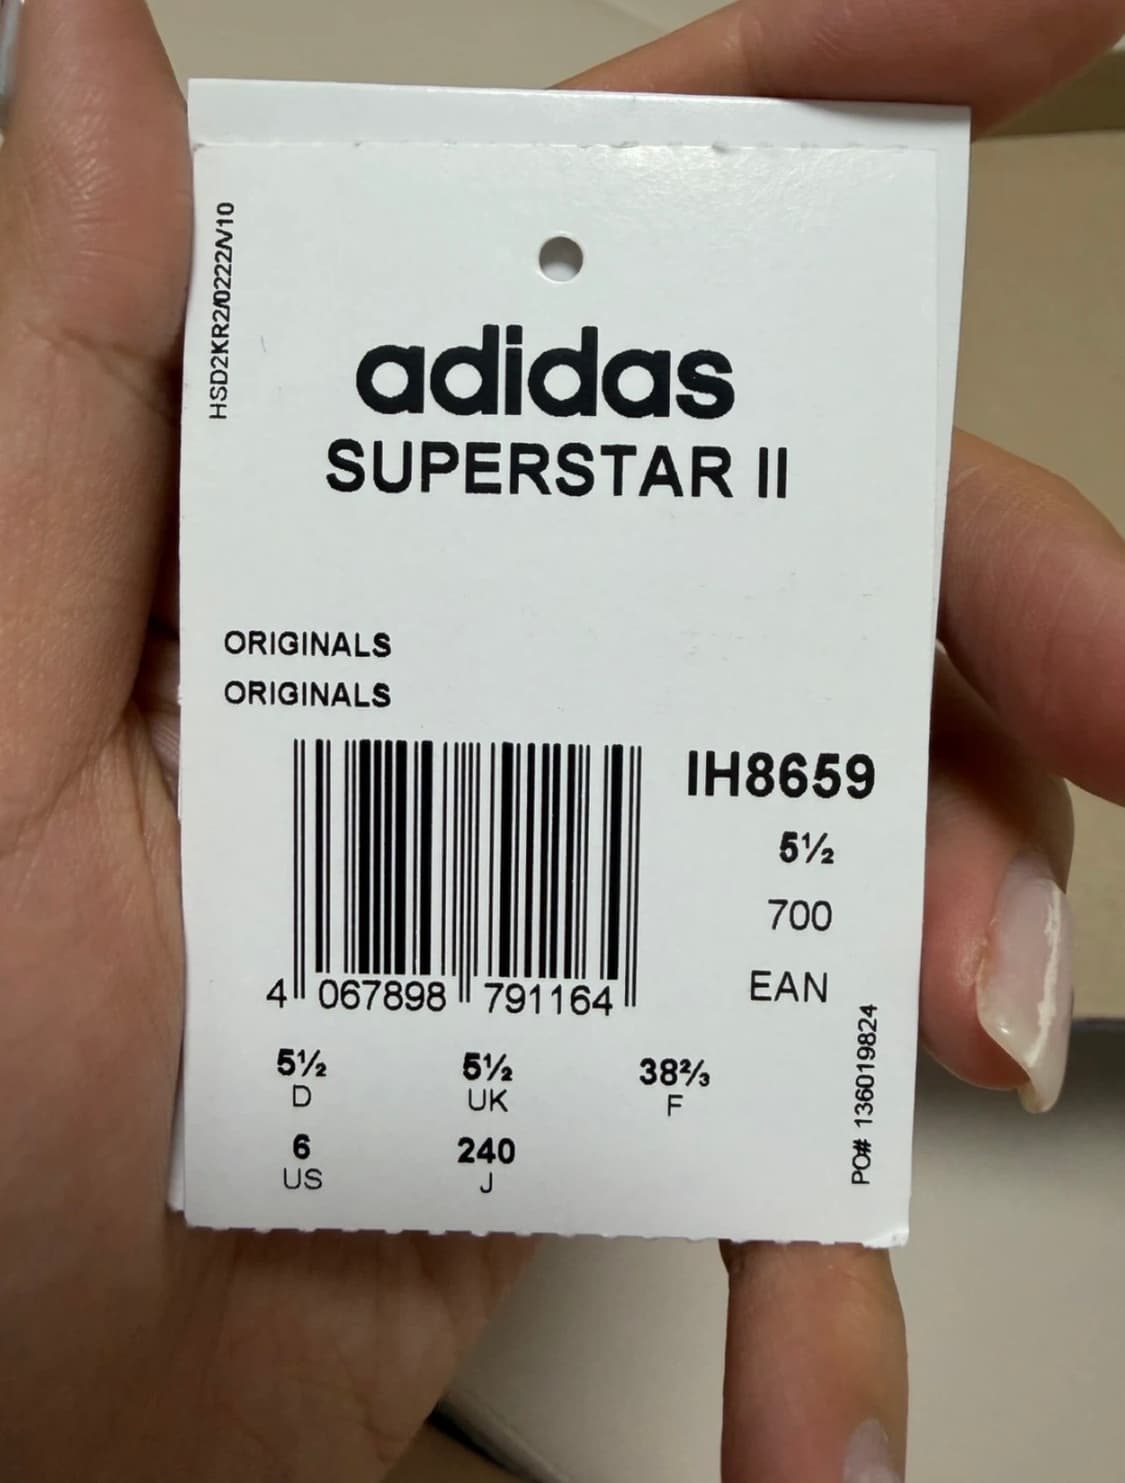 HSD2KR2/0222/V10
adidas
SUPERSTAR II
ORIGINALS
ORIGINALS
IH8659
5½
700
EAN
4 067898 791164
5½ 5½ 38⅔
D UK F
6 240
US J
PO# 136019824